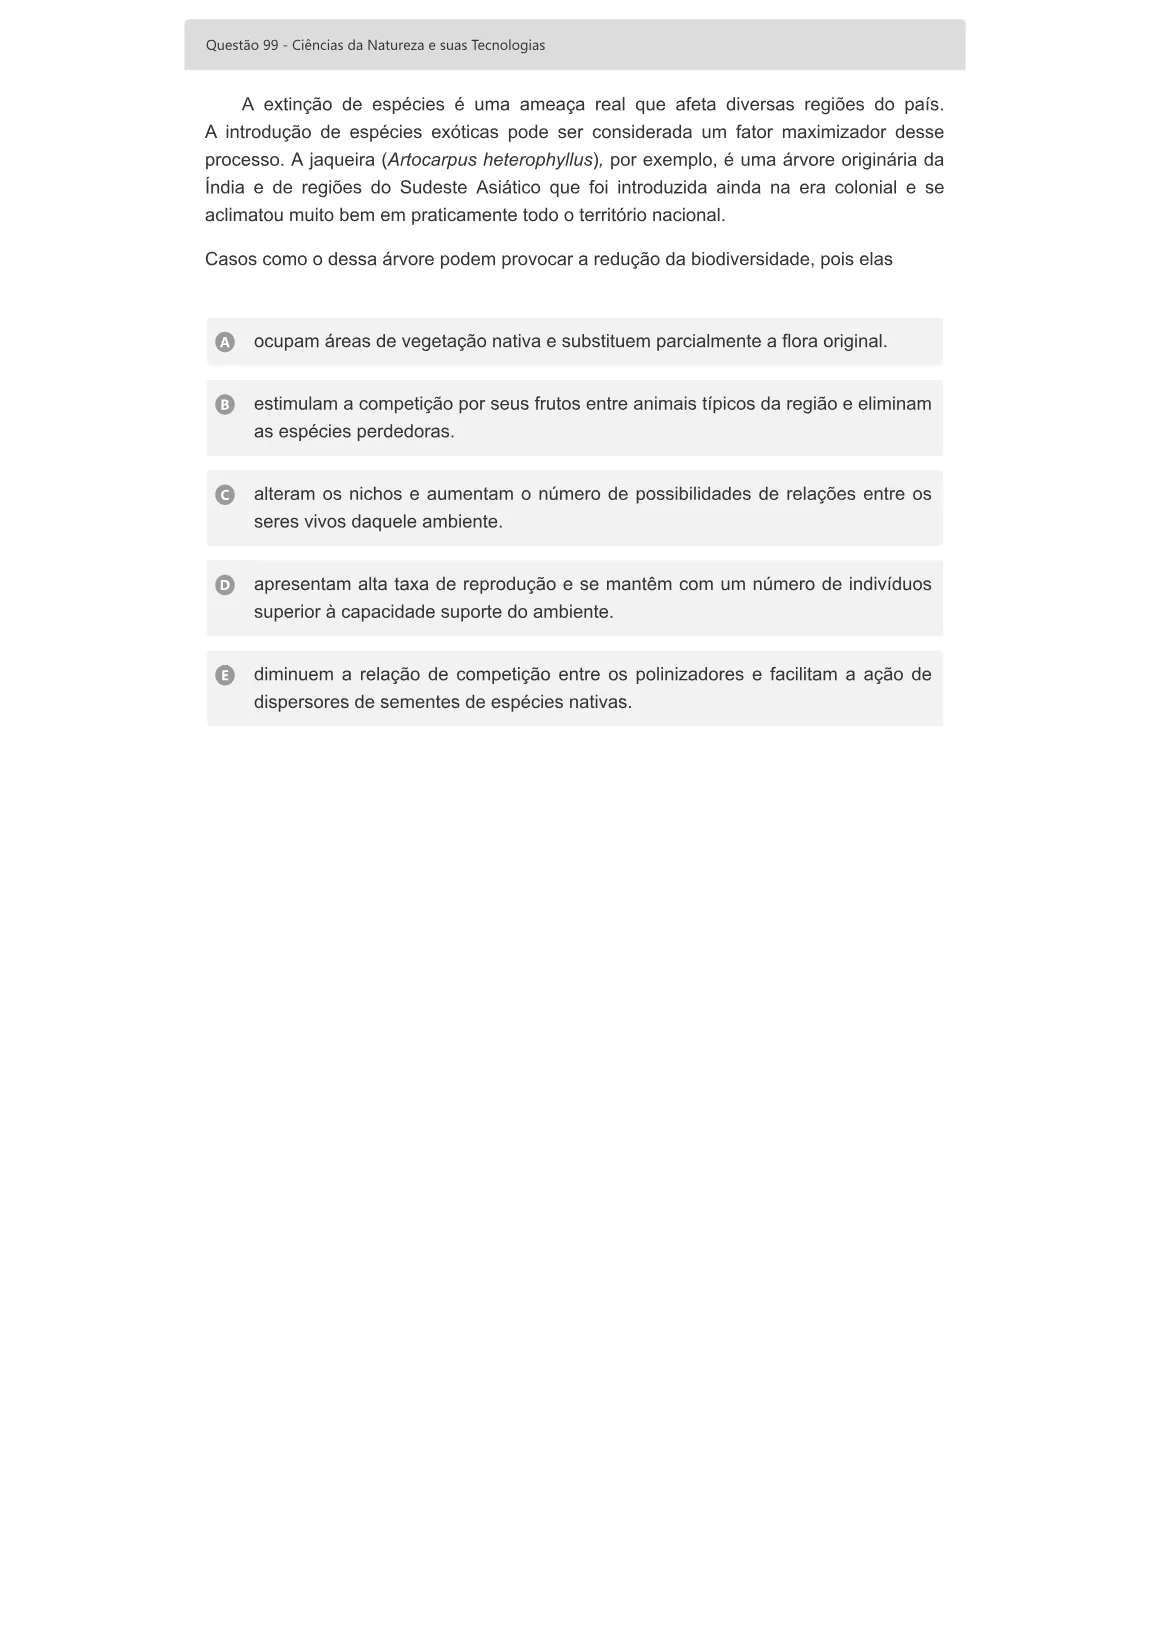 Questão 99 - Ciências da Natureza e suas Tecnologias
A extinção de espécies é uma ameaça real que afeta diversas regiões do país.
A introdução de espécies exóticas pode ser considerada um fator maximizador desse
processo. A jaqueira (Artocarpus heterophyllus), por exemplo, é uma árvore originária da
Índia e de regiões do Sudeste Asiático que foi introduzida ainda na era colonial e se
aclimatou muito bem em praticamente todo o território nacional.
Casos como o dessa árvore podem provocar a redução da biodiversidade, pois elas
A ocupam áreas de vegetação nativa e substituem parcialmente a flora original.
B estimulam a competição por seus frutos entre animais típicos da região e eliminam
as espécies perdedoras.
C alteram os nichos e aumentam o número de possibilidades de relações entre os
seres vivos daquele ambiente.
D apresentam alta taxa de reprodução e se mantêm com um número de indivíduos
superior à capacidade suporte do ambiente.
E diminuem a relação de competição entre os polinizadores e facilitam a ação de
dispersores de sementes de espécies nativas.